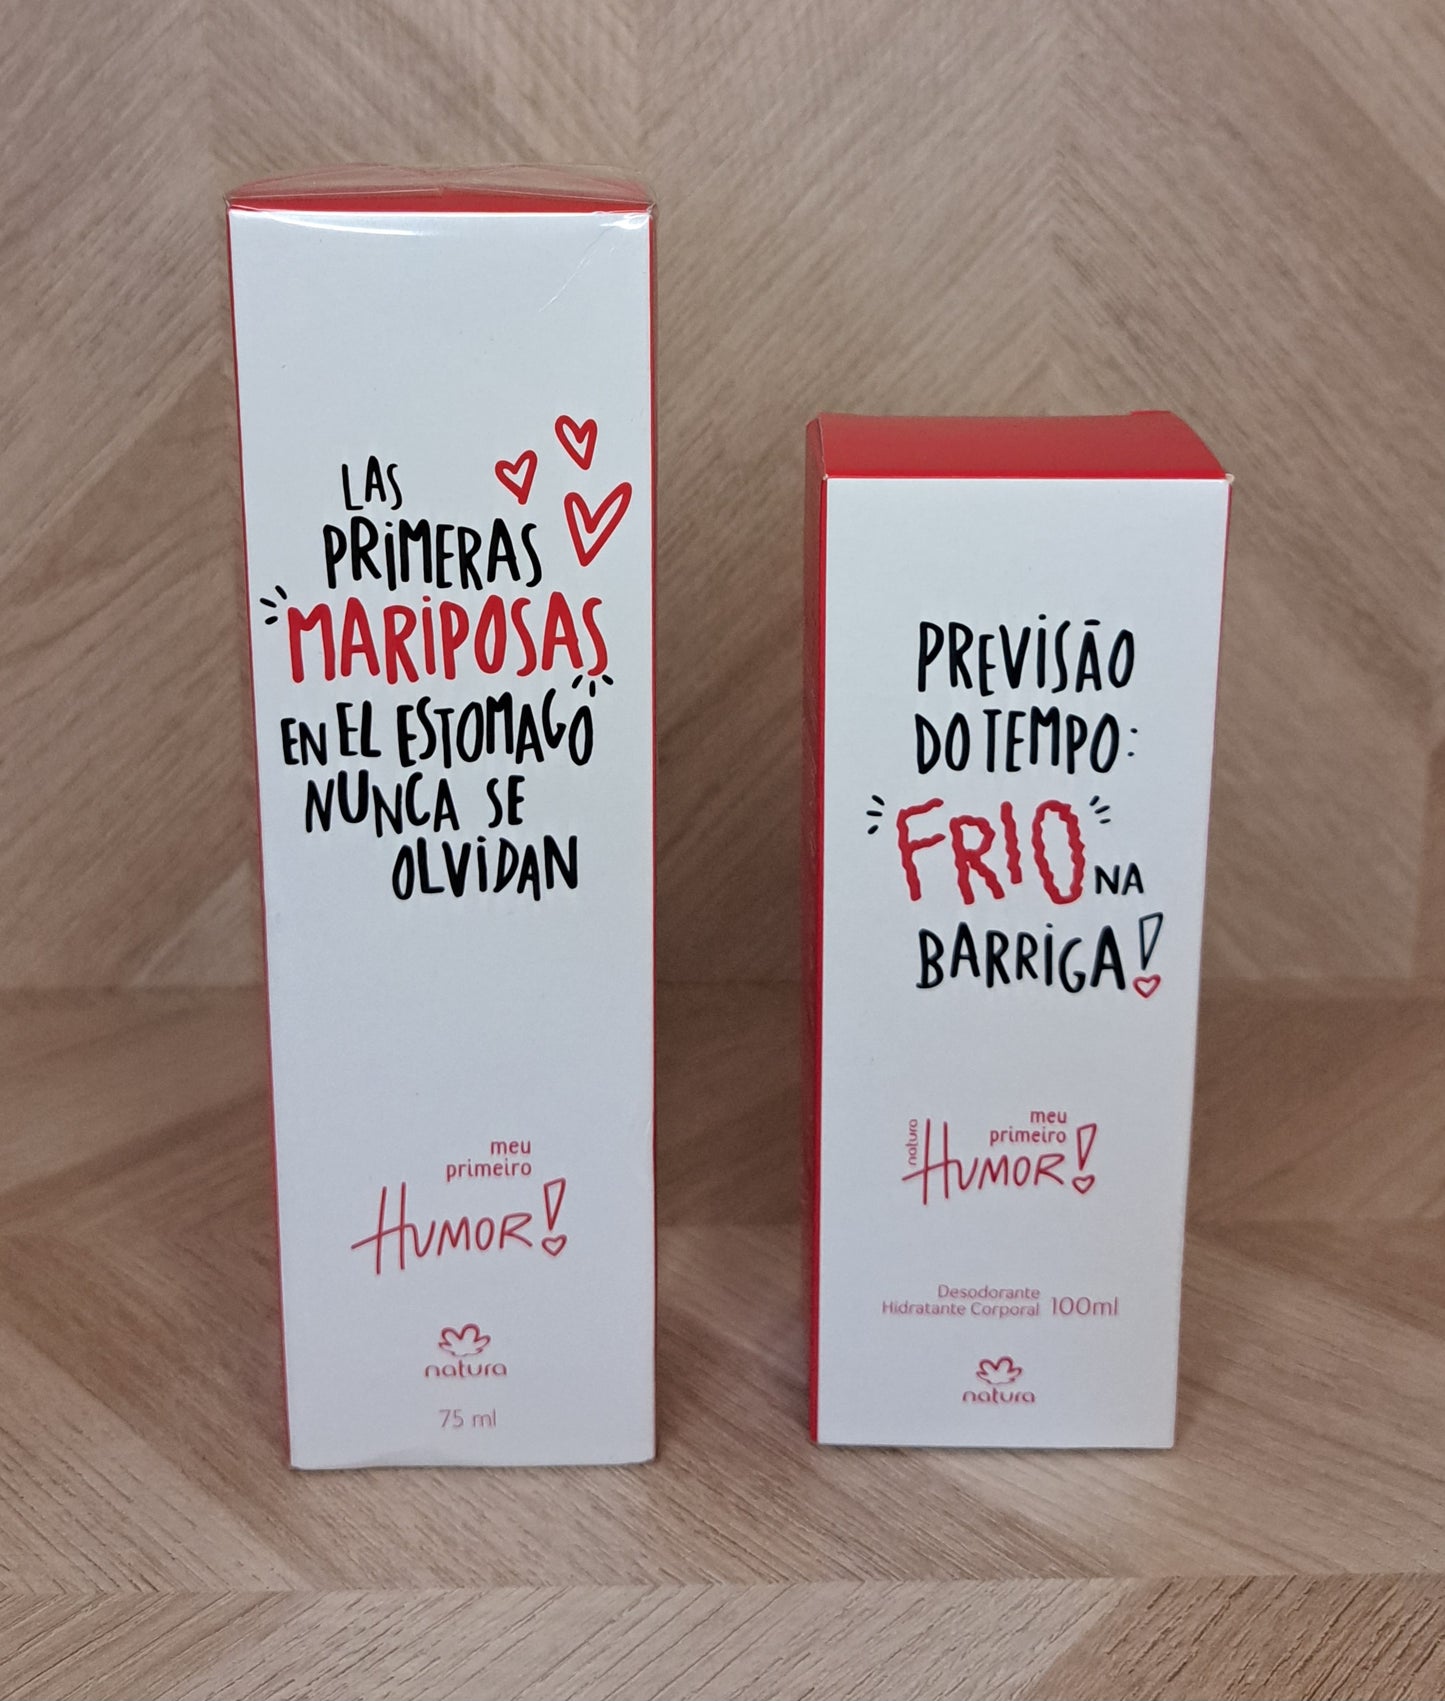 LAS
PRIMERAS
MARIPOSAS
EN EL ESTOMAGO
NUNCA SE
OLVIDAN
meu
primeiro
HUMOR!
natura
75 ml
PREVISÃO
DO TEMPO:
FRIO NA
BARRIGA!
natura
meu
primeiro
HUMOR!
Desodorante
Hidratante Corporal 100ml
natura